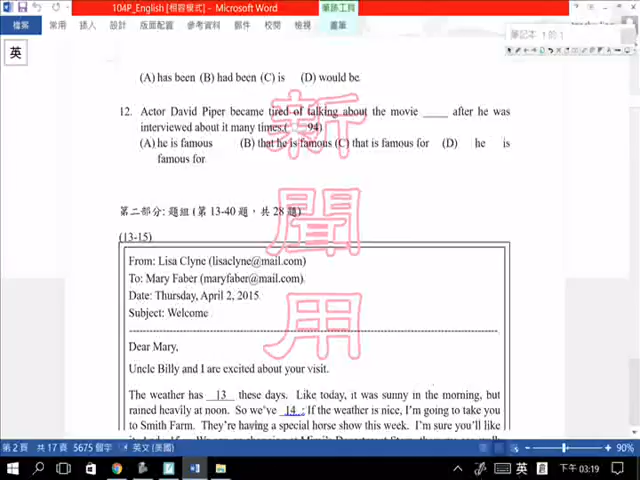 104P_English [相容模式] - Microsoft Word
筆跡工具
檔案 常用 插入 設計 版面配置 參考資料 郵件 校閱 檢視 畫筆
英
(A) has been (B) had been (C) is (D) would be
12. Actor David Piper became tired of talking about the movie ____ after he was
interviewed about it many times.( 94)
(A) he is famous (B) that he is famous (C) that is famous for (D) he is
famous for
新聞用
第二部分: 題組 (第 13-40 題，共 28 題)
(13-15)
From: Lisa Clyne (lisaclyne@mail.com)
To: Mary Faber (maryfaber@mail.com)
Date: Thursday, April 2, 2015
Subject: Welcome
Dear Mary,
Uncle Billy and I are excited about your visit.
The weather has 13 these days. Like today, it was sunny in the morning, but
rained heavily at noon. So we've 14 : If the weather is nice, I'm going to take you
to Smith Farm. They're having a special horse show this week. I'm sure you'll like
第 2 頁 共 17 頁 5675 個字 英文 (美國) 90%
英 下午 03:19